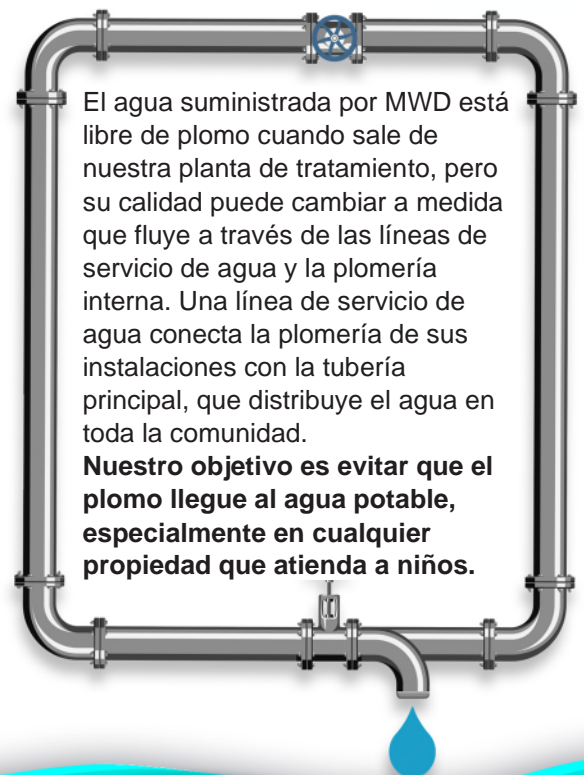 El agua suministrada por MWD está
libre de plomo cuando sale de
nuestra planta de tratamiento, pero
su calidad puede cambiar a medida
que fluye a través de las líneas de
servicio de agua y la plomería
interna. Una línea de servicio de
agua conecta la plomería de sus
instalaciones con la tubería
principal, que distribuye el agua en
toda la comunidad.
Nuestro objetivo es evitar que el
plomo llegue al agua potable,
especialmente en cualquier
propiedad que atienda a niños.